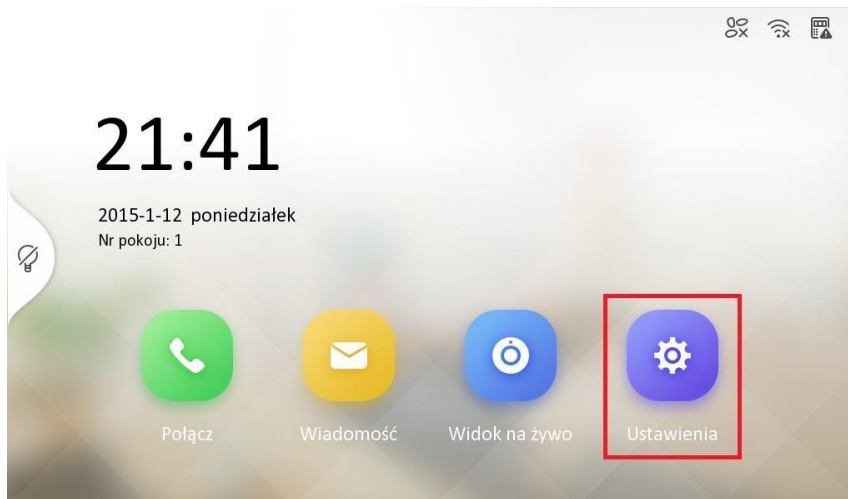 21:41
2015-1-12 poniedziałek
Nr pokoju: 1
Połącz
Wiadomość
Widok na żywo
Ustawienia